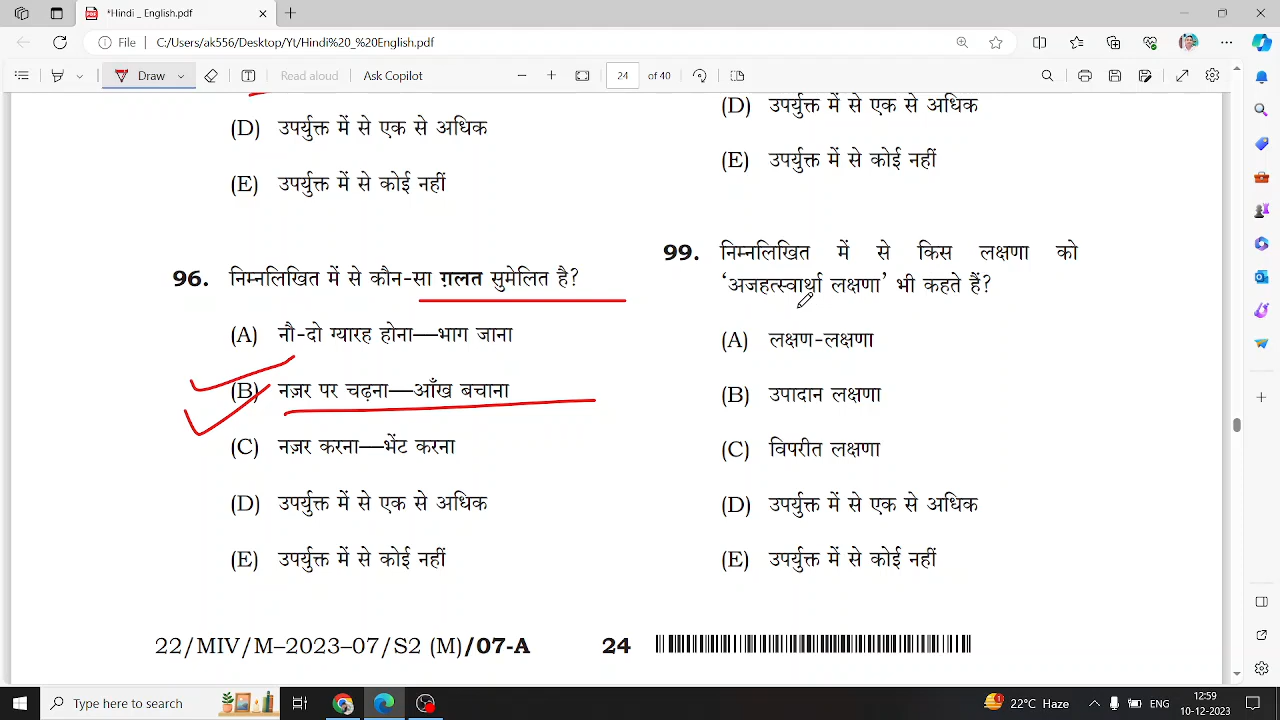 *Hindi _ English.pdf
File
C:/Users/ak556/Desktop/Yt/Hindi%20_%20English.pdf
Draw
Read aloud
Ask Copilot
24
of 40
(D) उपर्युक्त में से एक से अधिक
(E) उपर्युक्त में से कोई नहीं
96. निम्नलिखित में से कौन-सा ग़लत सुमेलित है?
(A) नौ-दो ग्यारह होना—भाग जाना
(B) नज़र पर चढ़ना—आँख बचाना
(C) नज़र करना—भेंट करना
(D) उपर्युक्त में से एक से अधिक
(E) उपर्युक्त में से कोई नहीं
(D) उपर्युक्त में से एक से अधिक
(E) उपर्युक्त में से कोई नहीं
99. निम्नलिखित में से किस लक्षणा को
‘अजहत्स्वार्था लक्षणा’ भी कहते हैं?
(A) लक्षण-लक्षणा
(B) उपादान लक्षणा
(C) विपरीत लक्षणा
(D) उपर्युक्त में से एक से अधिक
(E) उपर्युक्त में से कोई नहीं
22/MIV/M–2023–07/S2 (M)/07-A
24
Type here to search
22°C Haze
ENG
12:59
10-12-2023